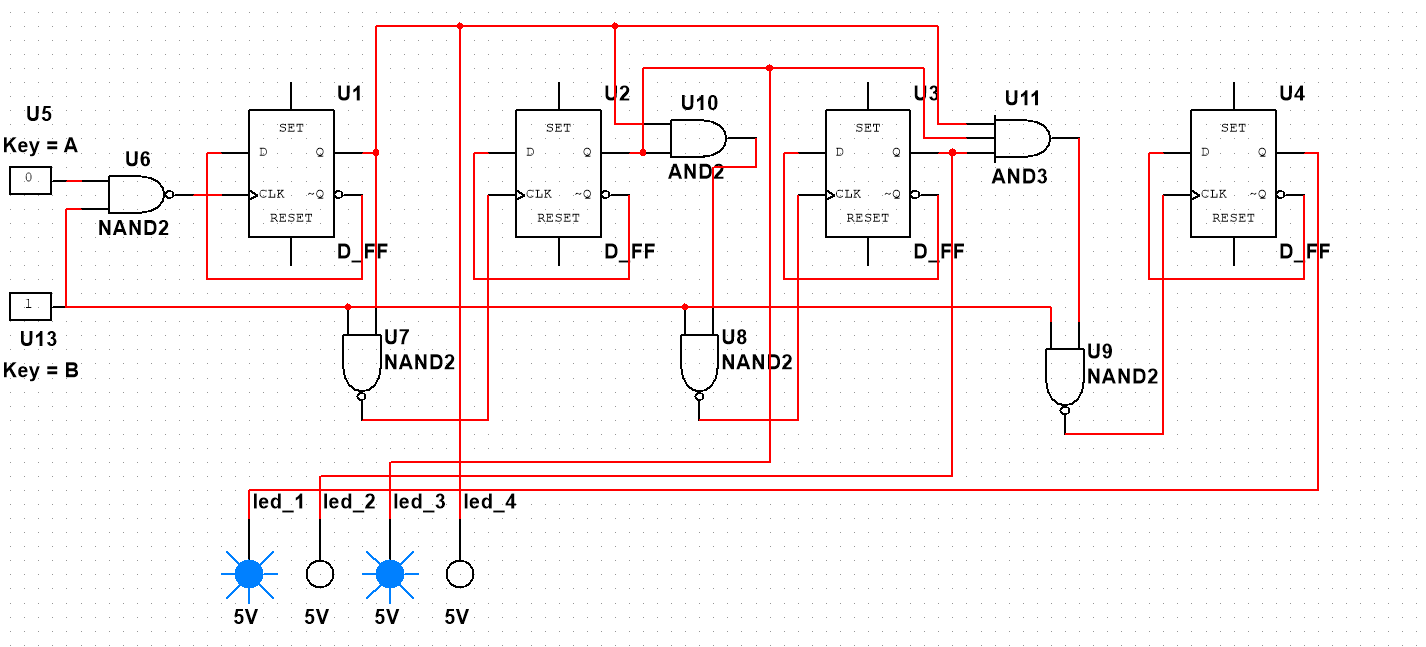 U5
Key = A
0
U6
NAND2
1
U13
Key = B
U1
SET
D Q
CLK ~Q
RESET
D_FF
U2
SET
D Q
CLK ~Q
RESET
D_FF
U10
AND2
U3
SET
D Q
CLK ~Q
RESET
D_FF
U11
AND3
U4
SET
D Q
CLK ~Q
RESET
D_FF
U7
NAND2
U8
NAND2
U9
NAND2
led_1 led_2 led_3 led_4
5V 5V 5V 5V